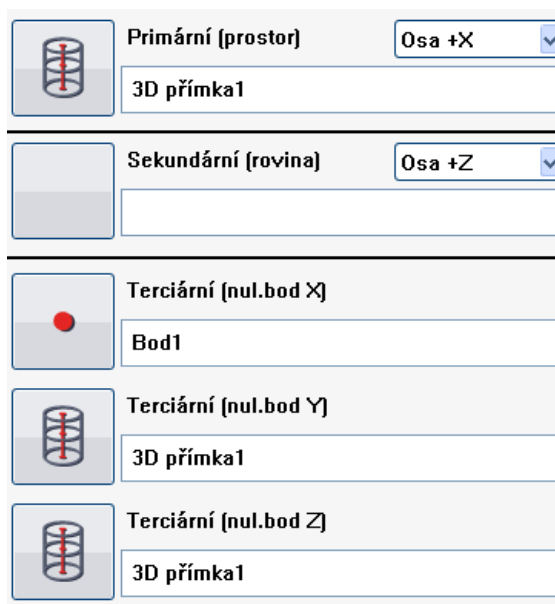 Primární (prostor)
Osa +X
3D přímka1
Sekundární (rovina)
Osa +Z
Terciární (nul.bod X)
Bod1
Terciární (nul.bod Y)
3D přímka1
Terciární (nul.bod Z)
3D přímka1